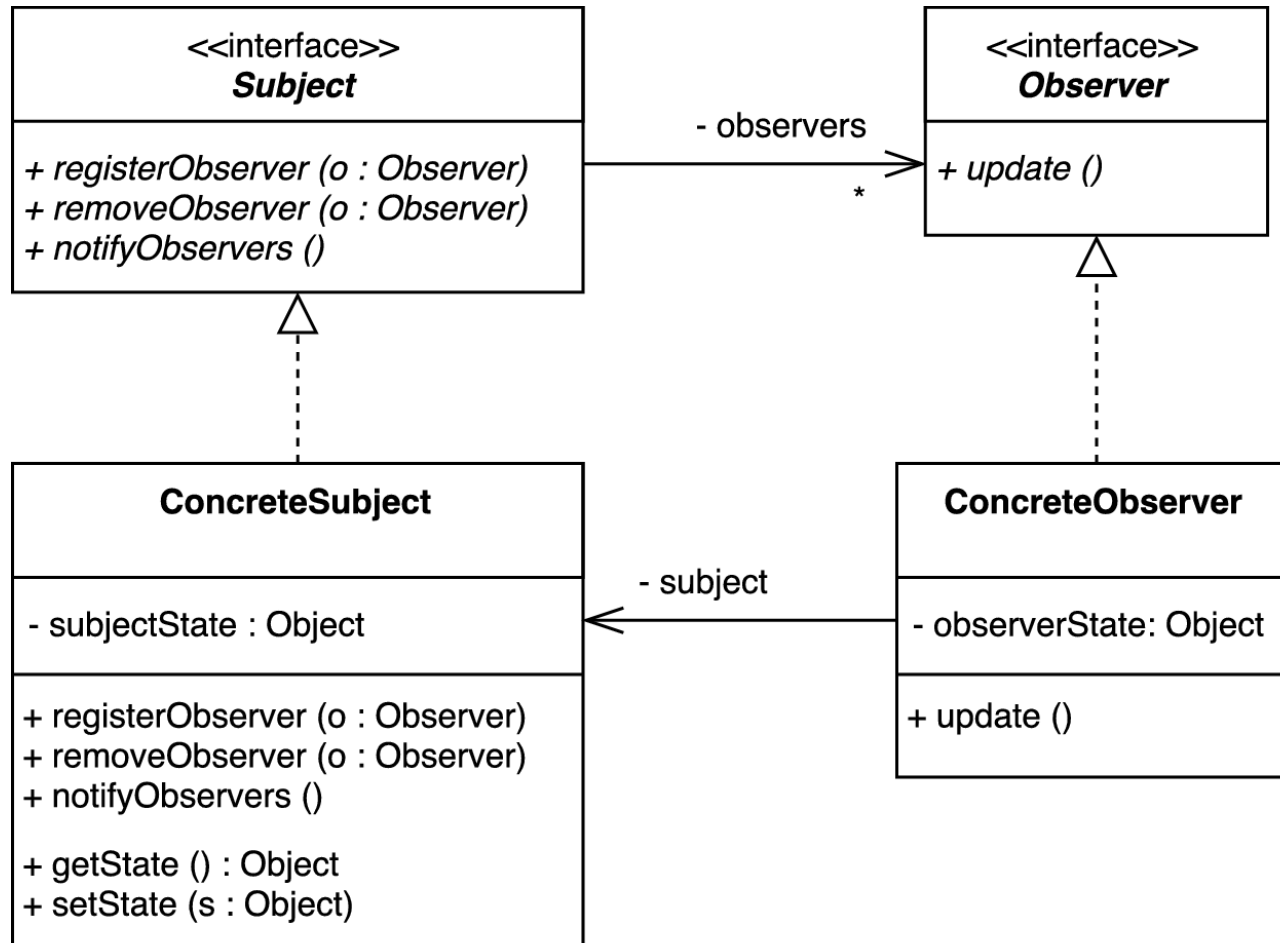 <<interface>>
Subject
+ registerObserver (o : Observer)
+ removeObserver (o : Observer)
+ notifyObservers ()
- observers
*
<<interface>>
Observer
+ update ()
ConcreteSubject
- subjectState : Object
+ registerObserver (o : Observer)
+ removeObserver (o : Observer)
+ notifyObservers ()
+ getState () : Object
+ setState (s : Object)
- subject
ConcreteObserver
- observerState: Object
+ update ()